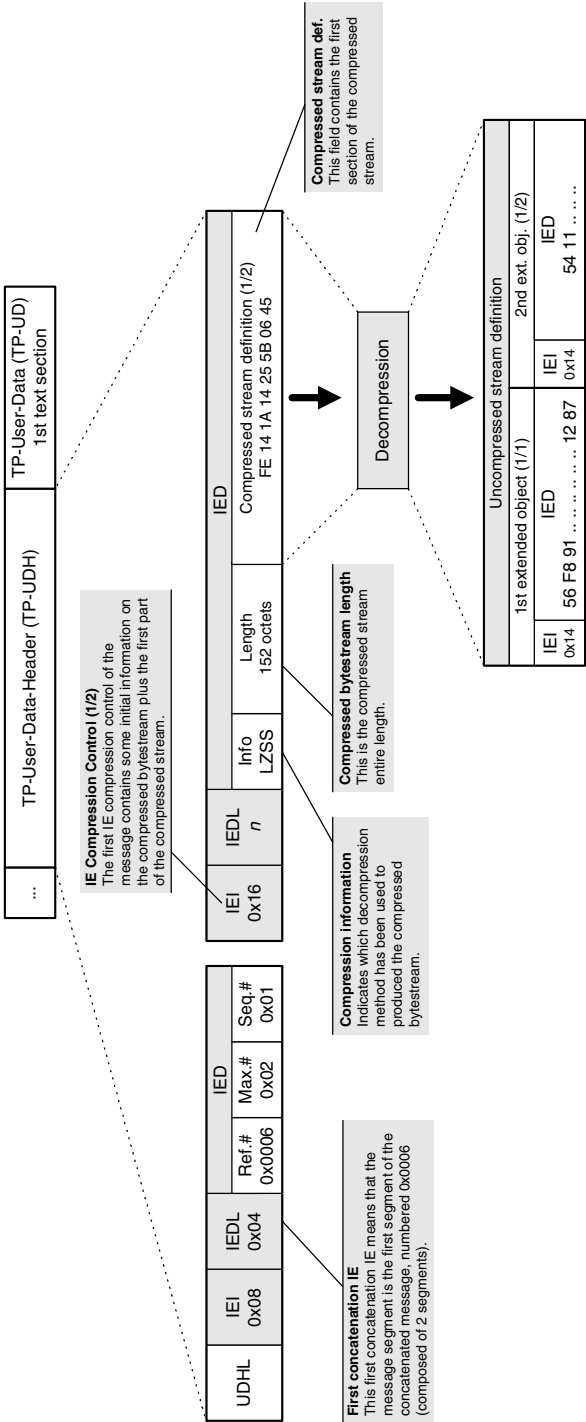 ...
TP-User-Data-Header (TP-UDH)
TP-User-Data (TP-UD)
1st text section
IE Compression Control (1/2)
The first IE compression control of the
message contains some initial information on
the compressed bytestream plus the first part
of the compressed stream.
Compressed stream def.
This field contains the first
section of the compressed
stream.
UDHL
IEI
0x08
IEDL
0x04
IED
Ref.#
0x0006
Max.#
0x02
Seq.#
0x01
IEI
0x16
IEDL
n
IED
Info
LZSS
Length
152 octets
Compressed stream definition (1/2)
FE 14 1A 14 25 5B 06 45
First concatenation IE
This first concatenation IE means that the
message segment is the first segment of the
concatenated message, numbered 0x0006
(composed of 2 segments).
Compression information
Indicates which decompression
method has been used to
produced the compressed
bytestream.
Compressed bytestream length
This is the compressed stream
entire length.
Decompression
Uncompressed stream definition
1st extended object (1/1)
2nd ext. obj. (1/2)
IEI
0x14
IED
56 F8 91 .. .. .. .. .. .. .. 12 87
IEI
0x14
IED
54 11 .. .. ..